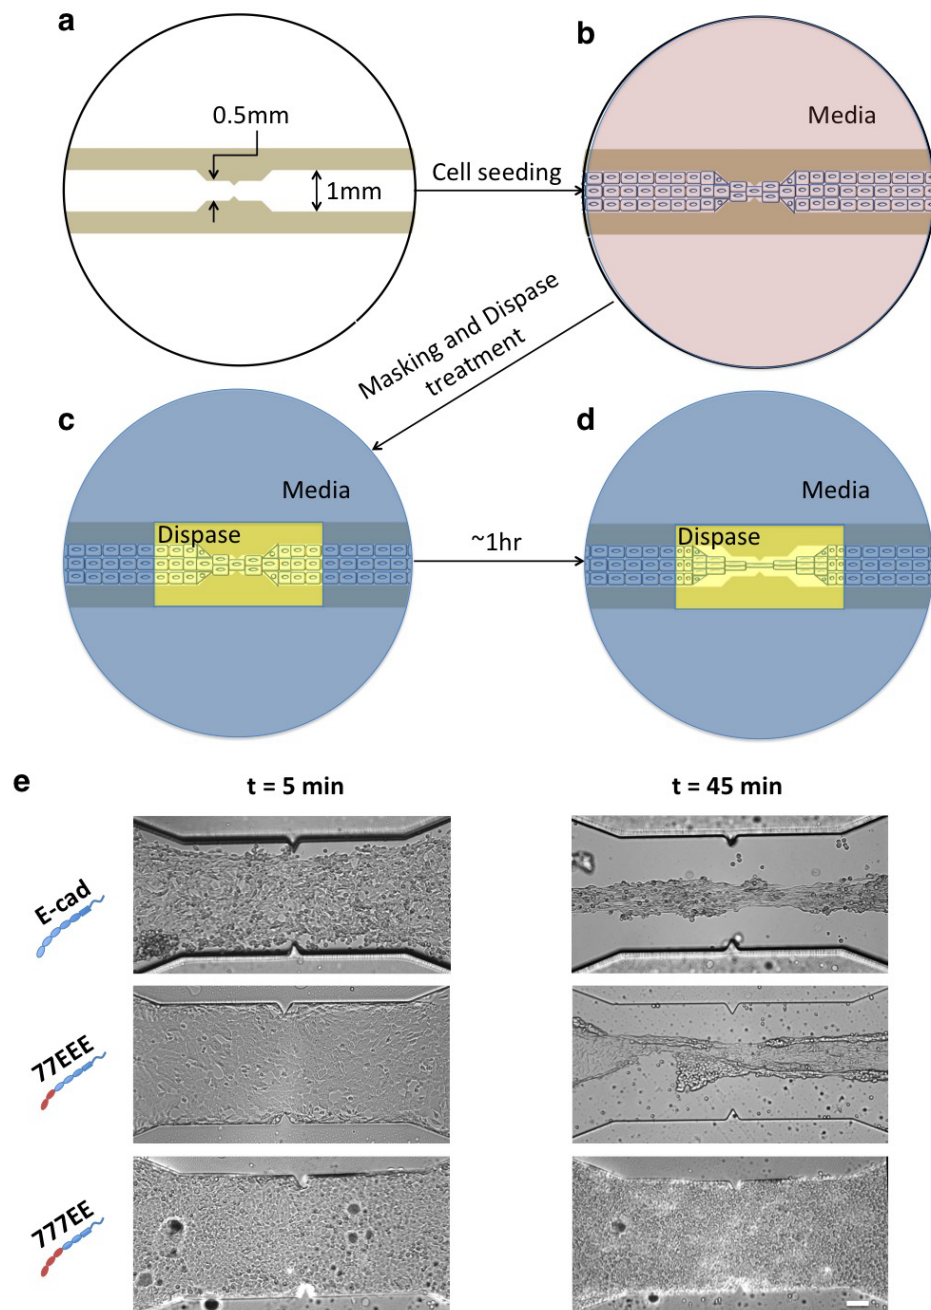 a
b
0.5mm
1mm
Cell seeding
Media
Masking and Dispase
treatment
c
d
Media
Dispase
~1hr
Media
Dispase
e
t = 5 min
t = 45 min
E-cad
77EEE
777EE